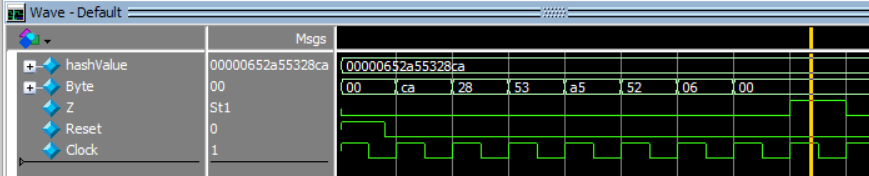 Wave - Default
Msgs
hashValue 00000652a55328ca 00000652a55328ca
Byte 00 00 ca 28 53 a5 52 06 00
Z St1
Reset 0
Clock 1